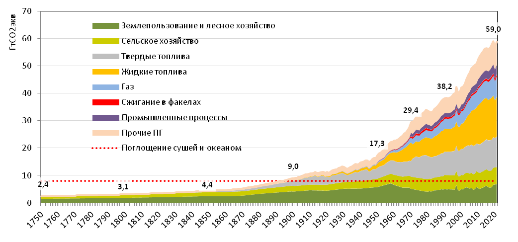 70
60
50
40
30
20
10
0
ГтCO2экв
Землепользование и лесное хозяйство
Сельское хозяйство
Твердые топлива
Жидкие топлива
Газ
Сжигание в факелах
Промышленные процессы
Прочие ПГ
Поглощение сушей и океаном
2,4
3,1
4,4
9,0
17,3
29,4
38,2
59,0
1750 1760 1770 1780 1790 1800 1810 1820 1830 1840 1850 1860 1870 1880 1890 1900 1910 1920 1930 1940 1950 1960 1970 1980 1990 2000 2010 2020